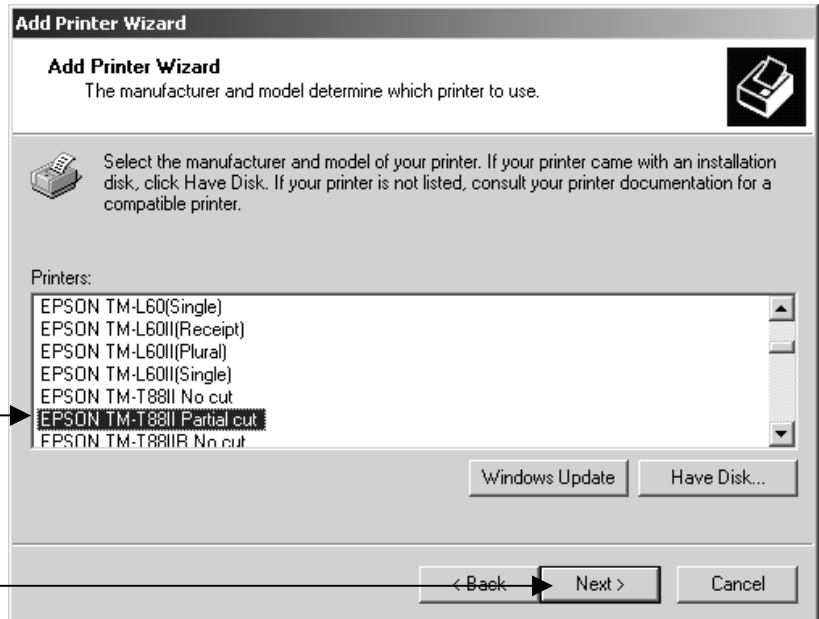 Add Printer Wizard
Add Printer Wizard
The manufacturer and model determine which printer to use.
Select the manufacturer and model of your printer. If your printer came with an installation
disk, click Have Disk. If your printer is not listed, consult your printer documentation for a
compatible printer.
Printers:
EPSON TM-L60(Single)
EPSON TM-L60II(Receipt)
EPSON TM-L60II(Plural)
EPSON TM-L60II(Single)
EPSON TM-T88II No cut
EPSON TM-T88II Partial cut
EPSON TM-T88IIR No cut
Windows Update
Have Disk...
< Back
Next >
Cancel